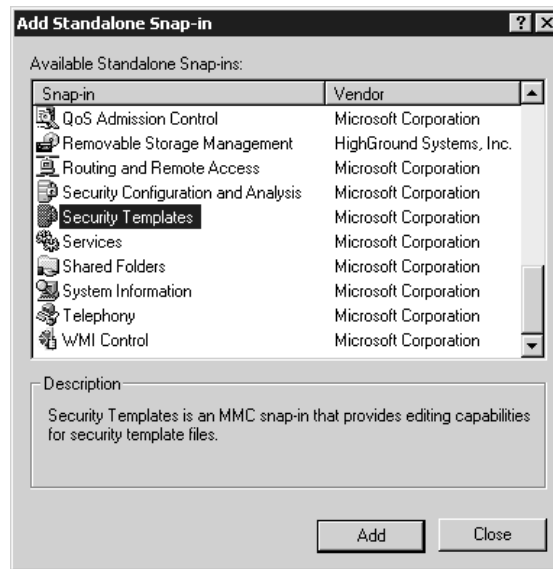 Add Standalone Snap-in
Available Standalone Snap-ins:
Snap-in Vendor
QoS Admission Control Microsoft Corporation
Removable Storage Management HighGround Systems, Inc.
Routing and Remote Access Microsoft Corporation
Security Configuration and Analysis Microsoft Corporation
Security Templates Microsoft Corporation
Services Microsoft Corporation
Shared Folders Microsoft Corporation
System Information Microsoft Corporation
Telephony Microsoft Corporation
WMI Control Microsoft Corporation
Description
Security Templates is an MMC snap-in that provides editing capabilities
for security template files.
Add Close